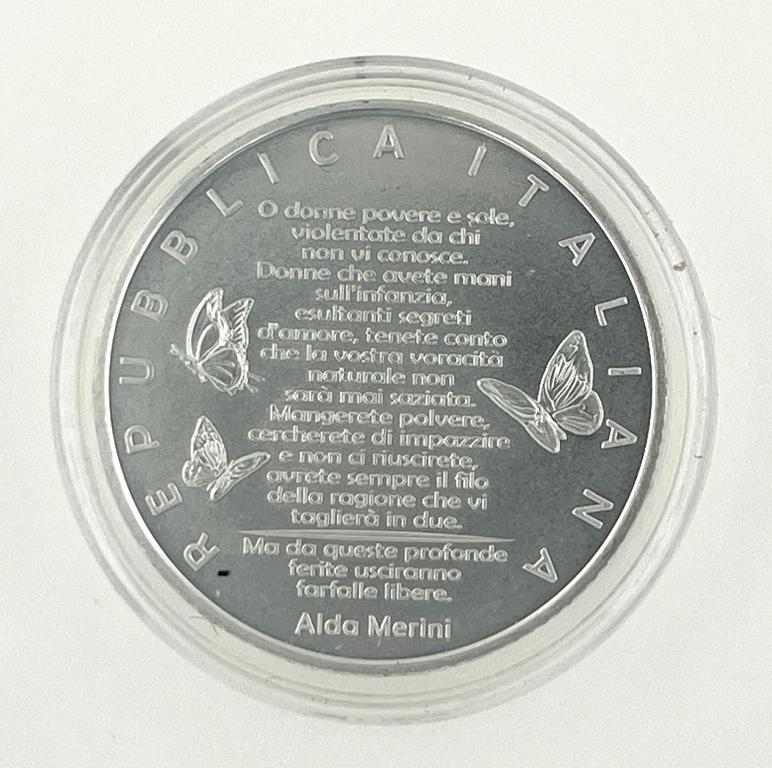 REPUBBLICA ITALIANA
O donne povere e sole,
violentate da chi
non vi conosce.
Donne che avete mani
sull'infanzia,
esultanti segreti
d'amore, tenete conto
che la vostra voracità
naturale non
sarà mai saziata.
Mangerete polvere,
cercherete di impazzire
e non ci riuscirete,
avrete sempre il filo
della ragione che vi
taglierà in due.
Ma da queste profonde
ferite usciranno
farfalle libere.
Alda Merini